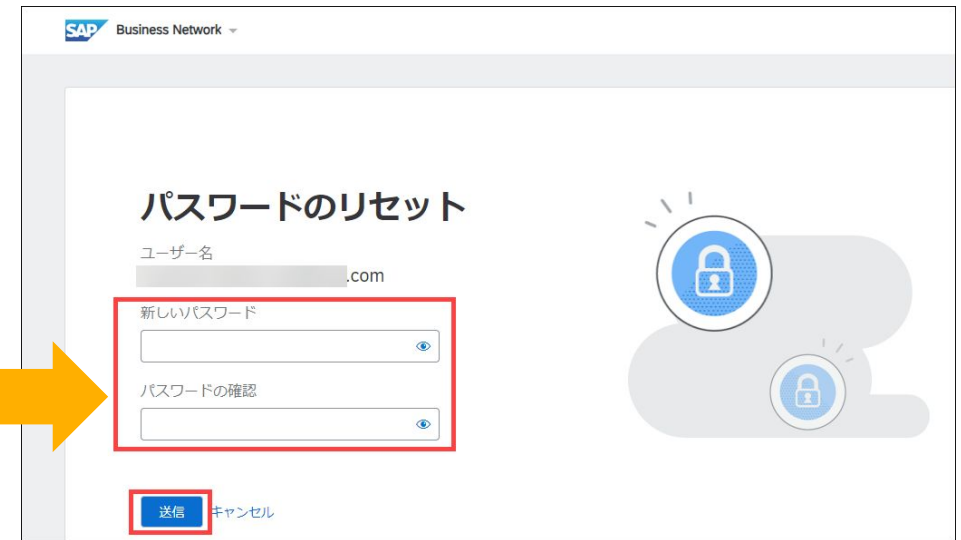 SAP Business Network
パスワードのリセット
ユーザー名
.com
新しいパスワード
パスワードの確認
送信 キャンセル